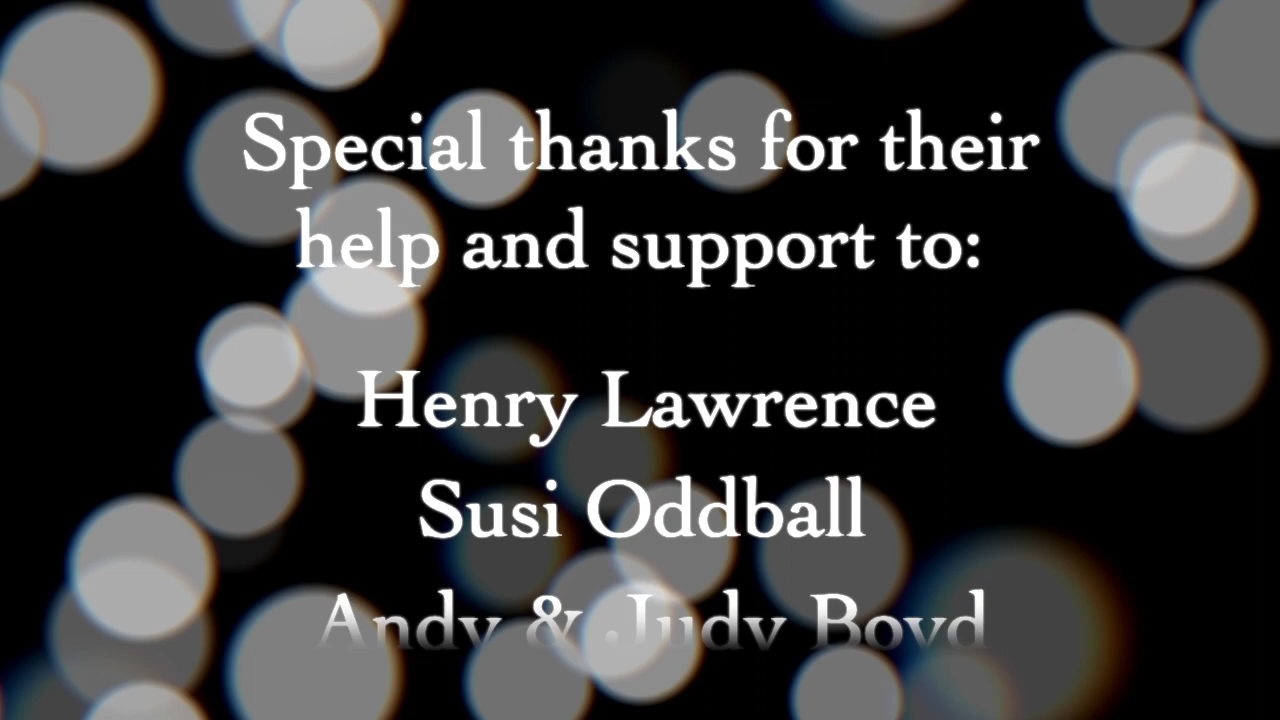 Special thanks for their
help and support to:
Henry Lawrence
Susi Oddball
Andy & Judy Boyd